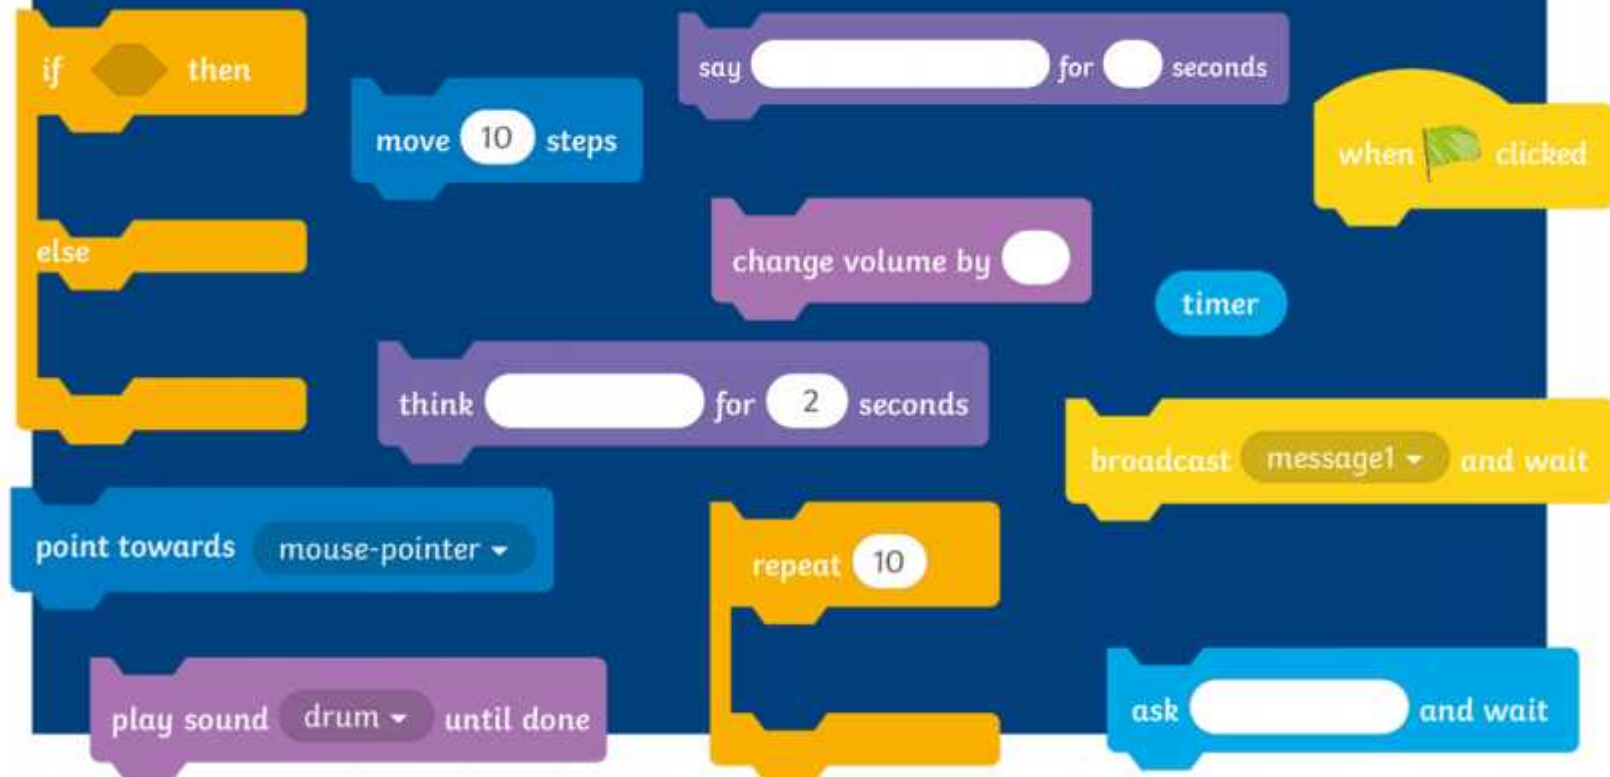 if then
else
move 10 steps
say for seconds
when clicked
change volume by
timer
think for 2 seconds
broadcast message1 and wait
point towards mouse-pointer
repeat 10
play sound drum until done
ask and wait